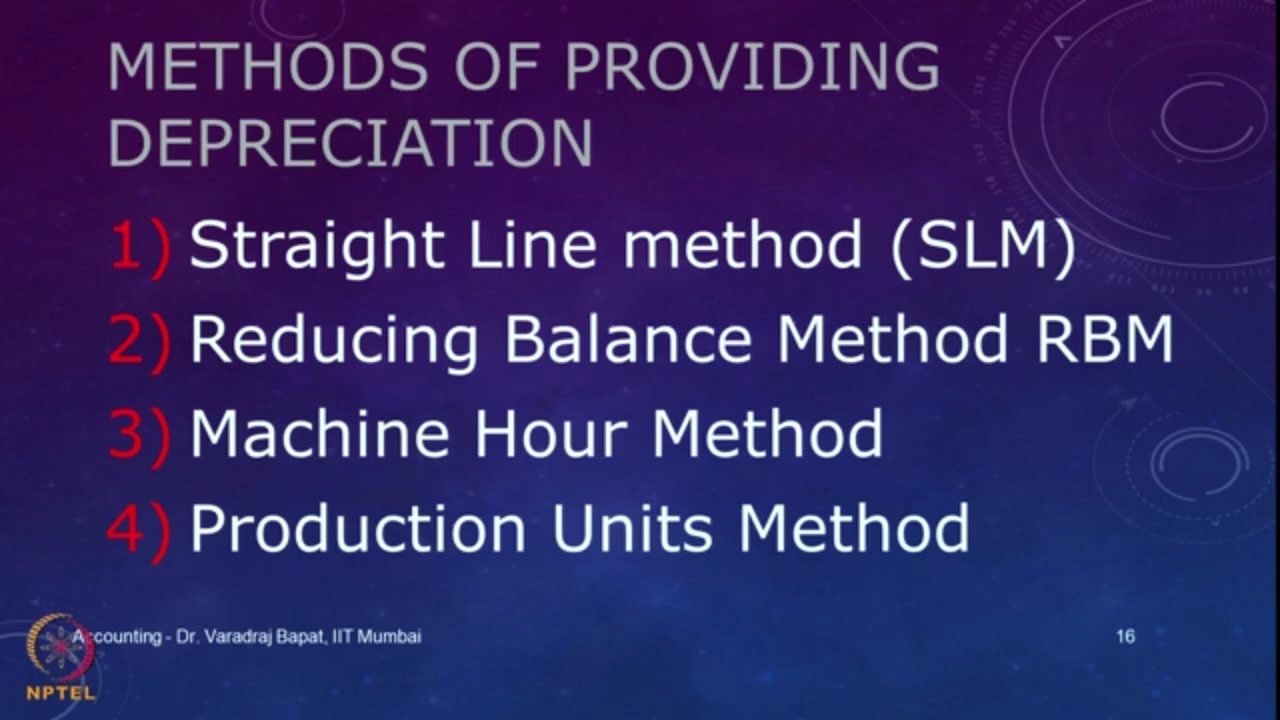 METHODS OF PROVIDING
DEPRECIATION
1) Straight Line method (SLM)
2) Reducing Balance Method RBM
3) Machine Hour Method
4) Production Units Method
Accounting - Dr. Varadraj Bapat, IIT Mumbai
16
NPTEL